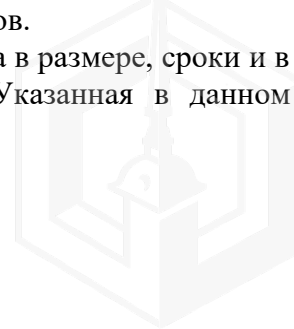 ов.
а в размере, сроки и в
Указанная в данном